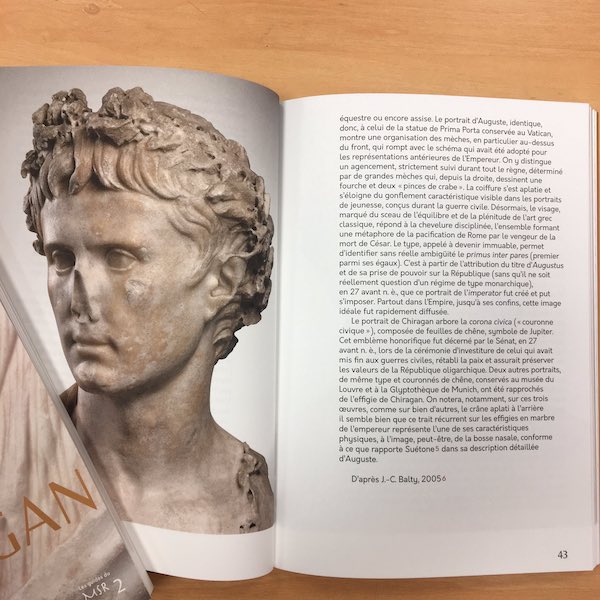 équestre ou encore assise. Le portrait d'Auguste, identique,
donc, à celui de la statue de Prima Porta conservée au Vatican,
montre une organisation des mèches, en particulier au-dessus
du front, qui rompt avec le schéma qui avait été adopté pour
les représentations antérieures de l'Empereur. On y distingue
un agencement, strictement suivi durant tout le règne, déterminé
par de grandes mèches qui, depuis la droite, dessinent une
fourche et deux « pinces de crabe ». La coiffure s'est aplatie et
s'éloigne du gonflement caractéristique visible dans les portraits
de jeunesse, conçus durant la guerre civile. Désormais, le visage,
marqué du sceau de l'équilibre et de la plénitude de l'art grec
classique, répond à la chevelure disciplinée, l'ensemble formant
une métaphore de la pacification de Rome par le vengeur de la
mort de César. Le type, appelé à devenir immuable, permet
d'identifier sans réelle ambiguïté le primus inter pares (premier
parmi ses égaux). C'est à partir de l'attribution du titre d'Augustus
et de sa prise de pouvoir sur la République (sans qu'il ne soit
réellement question d'un régime de type monarchique),
en 27 avant n. è., que ce portrait de l'imperator fut créé et put
s'imposer. Partout dans l'Empire, jusqu'à ses confins, cette image
idéale fut rapidement diffusée.
Le portrait de Chiragan arbore la corona civica (« couronne
civique »), composée de feuilles de chêne, symbole de Jupiter.
Cet emblème honorifique fut décerné par le Sénat, en 27
avant n. è., lors de la cérémonie d'investiture de celui qui avait
mis fin aux guerres civiles, rétabli la paix et assurait préserver
les valeurs de la République oligarchique. Deux autres portraits,
de même type et couronnés de chêne, conservés au musée du
Louvre et à la Glyptothèque de Munich, ont été rapprochés
de l'effigie de Chiragan. On notera, notamment, sur ces trois
œuvres, comme sur bien d'autres, le crâne aplati à l'arrière
il semble bien que ce trait récurrent sur les effigies en marbre
de l'empereur représente l'une de ses caractéristiques
physiques, à l'image, peut-être, de la bosse nasale, conforme
à ce que rapporte Suétone5 dans sa description détaillée
d'Auguste.
D'après J.-C. Balty, 2005 6
43
GAN
Les guides du
MSR 2